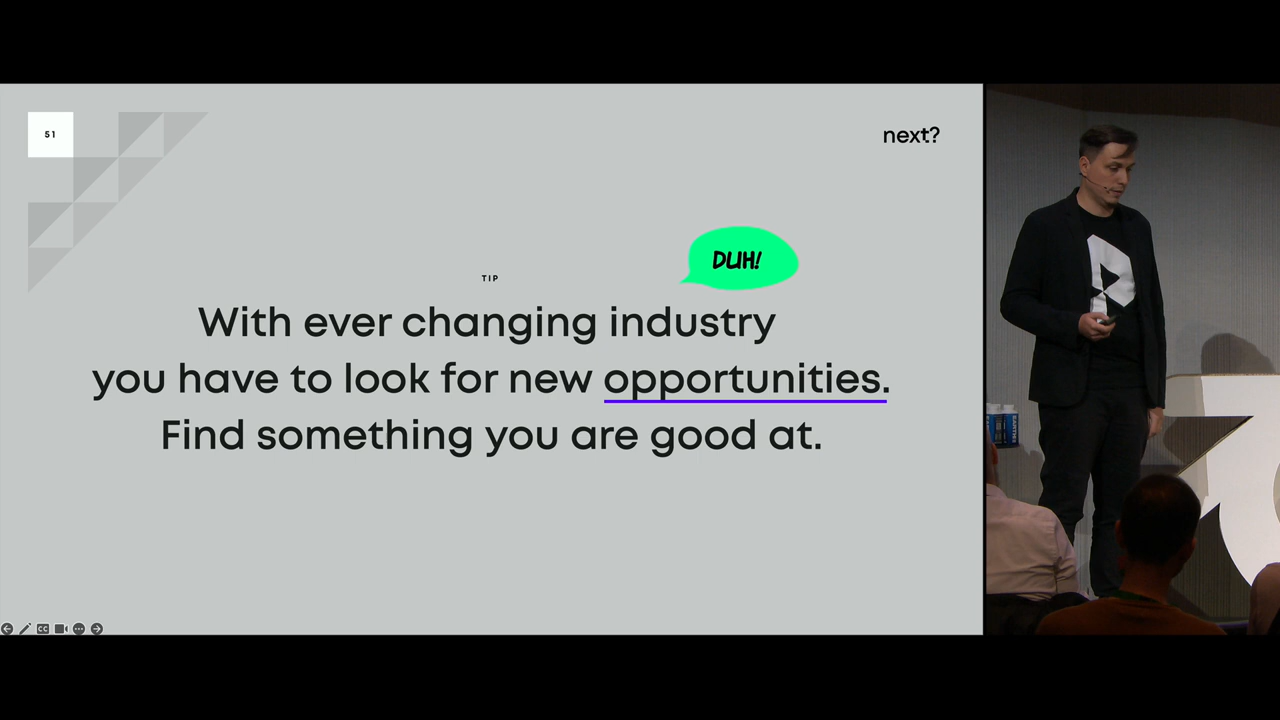 51
next?
DUH!
TIP
With ever changing industry
you have to look for new opportunities.
Find something you are good at.
CC